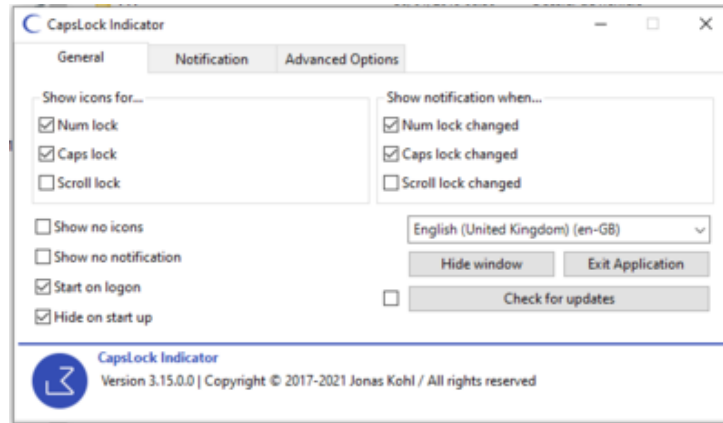 CapsLock Indicator
General Notification Advanced Options
Show icons for...
Num lock
Caps lock
Scroll lock
Show notification when...
Num lock changed
Caps lock changed
Scroll lock changed
Show no icons
Show no notification
Start on logon
Hide on start up
English (United Kingdom) (en-GB)
Hide window Exit Application
Check for updates
CapsLock Indicator
Version 3.15.0.0 | Copyright © 2017-2021 Jonas Kohl / All rights reserved